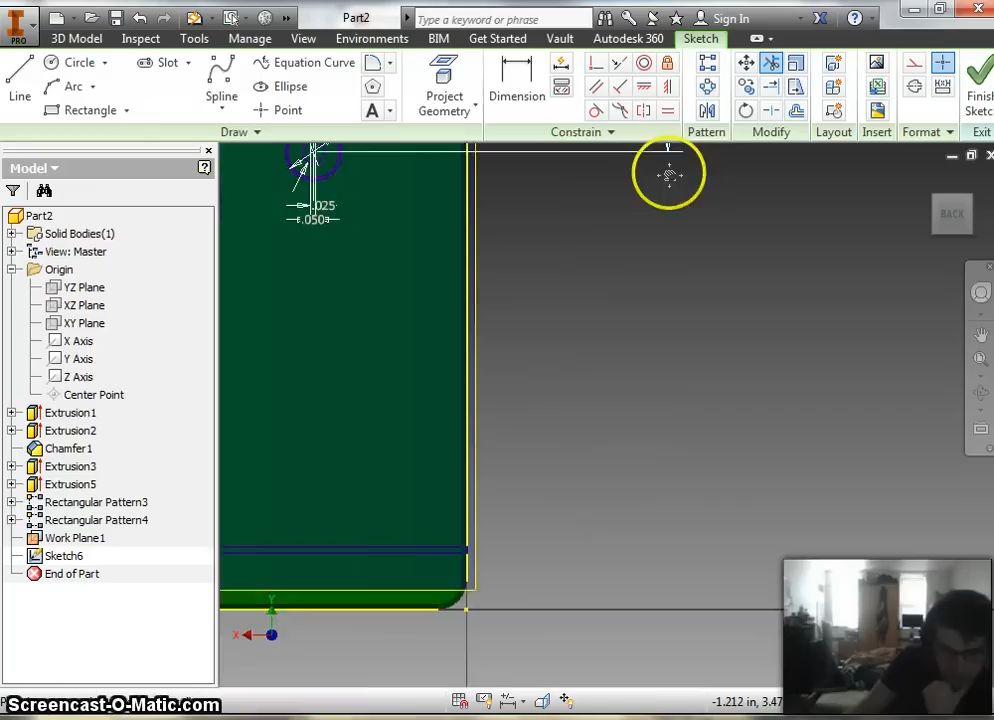 Part2
Type a keyword or phrase
Sign In
PRO
3D Model
Inspect
Tools
Manage
View
Environments
BIM
Get Started
Vault
Autodesk 360
Sketch
Line
Circle
Arc
Rectangle
Slot
Spline
Equation Curve
Ellipse
Point
A
Project
Geometry
Dimension
Finish
Sketc
Draw
Constrain
Pattern
Modify
Layout
Insert
Format
Exit
Model
Part2
Solid Bodies(1)
View: Master
Origin
YZ Plane
XZ Plane
XY Plane
X Axis
Y Axis
Z Axis
Center Point
Extrusion1
Extrusion2
Chamfer1
Extrusion3
Extrusion5
Rectangular Pattern3
Rectangular Pattern4
Work Plane1
Sketch6
End of Part
.025
.050
BACK
Y
X
-1.212 in, 3.47
Screencast-O-Matic.com